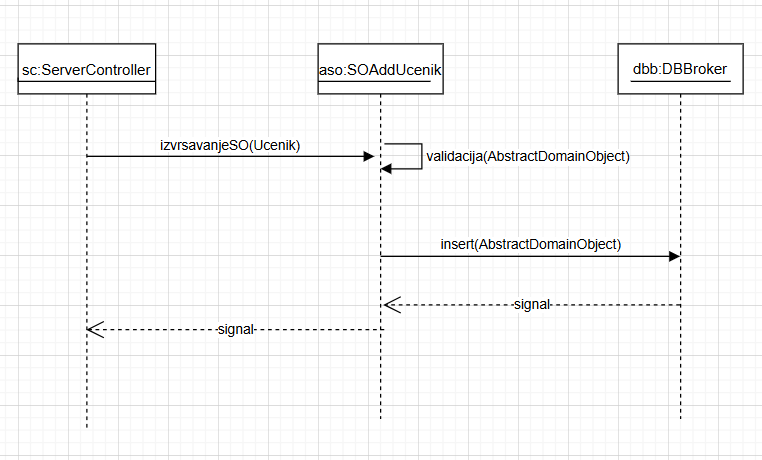 sc:ServerController
aso:SOAddUcenik
dbb:DBBroker
izvrsavanjeSO(Ucenik)
validacija(AbstractDomainObject)
insert(AbstractDomainObject)
signal
signal